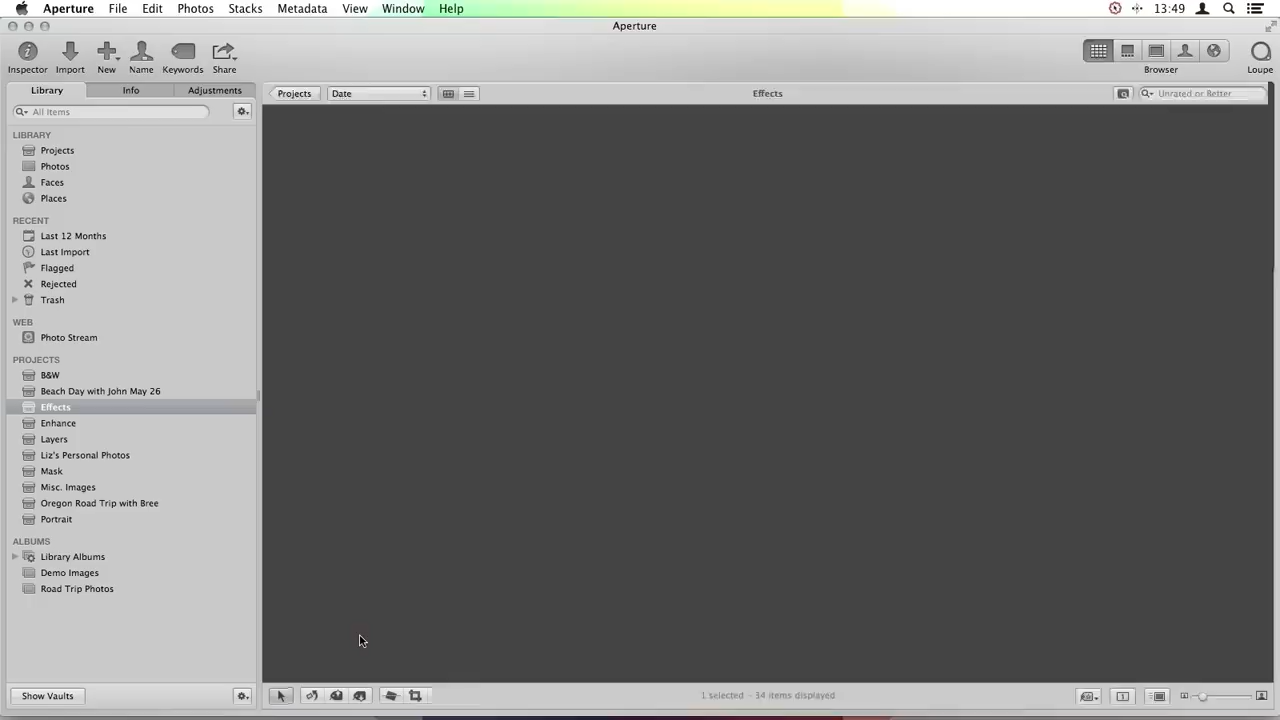 Aperture File Edit Photos Stacks Metadata View Window Help 13:49
Aperture
Inspector Import New Name Keywords Share Browser Loupe
Library Info Adjustments Projects Date Effects Unrated or Better
All Items
LIBRARY
Projects
Photos
Faces
Places
RECENT
Last 12 Months
Last Import
Flagged
Rejected
Trash
WEB
Photo Stream
PROJECTS
B&W
Beach Day with John May 26
Effects
Enhance
Layers
Liz's Personal Photos
Mask
Misc. Images
Oregon Road Trip with Bree
Portrait
ALBUMS
Library Albums
Demo Images
Road Trip Photos
Show Vaults 1 selected - 34 items displayed